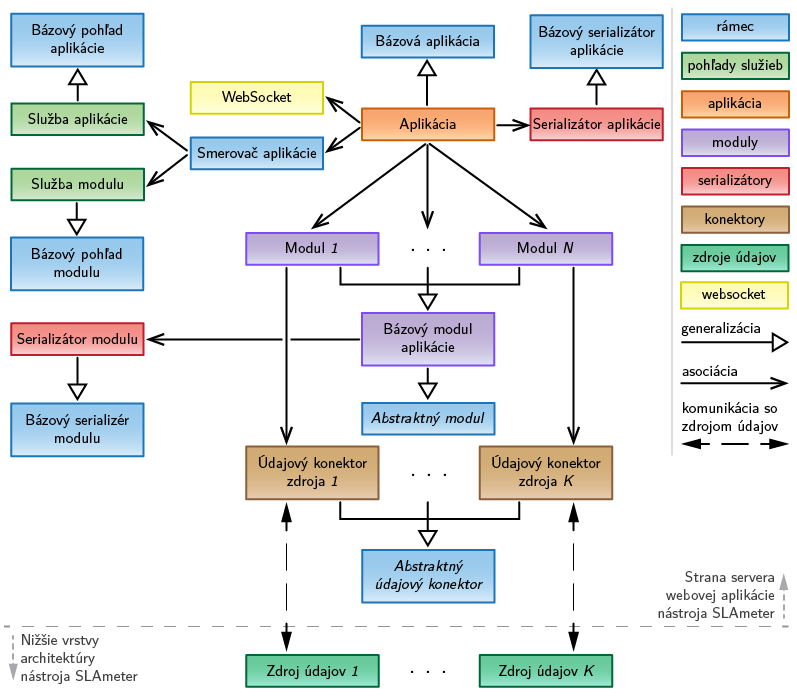 Bázový pohľad
aplikácie
Bázová aplikácia
Bázový serializátor
aplikácie
rámec
pohľady služieb
WebSocket
aplikácia
Služba aplikácie
Aplikácia
Serializátor aplikácie
moduly
Smerovač aplikácie
Služba modulu
serializátory
konektory
Modul 1
. . .
Modul N
Bázový pohľad
modulu
zdroje údajov
websocket
generalizácia
Serializátor modulu
Bázový modul
aplikácie
asociácia
komunikácia so
zdrojom údajov
Bázový serializér
modulu
Abstraktný modul
Údajový konektor
zdroja 1
. . .
Údajový konektor
zdroja K
Abstraktný
údajový konektor
Strana servera
webovej aplikácie
nástroja SLAmeter
Nižšie vrstvy
architektúry
nástroja SLAmeter
Zdroj údajov 1
. . .
Zdroj údajov K